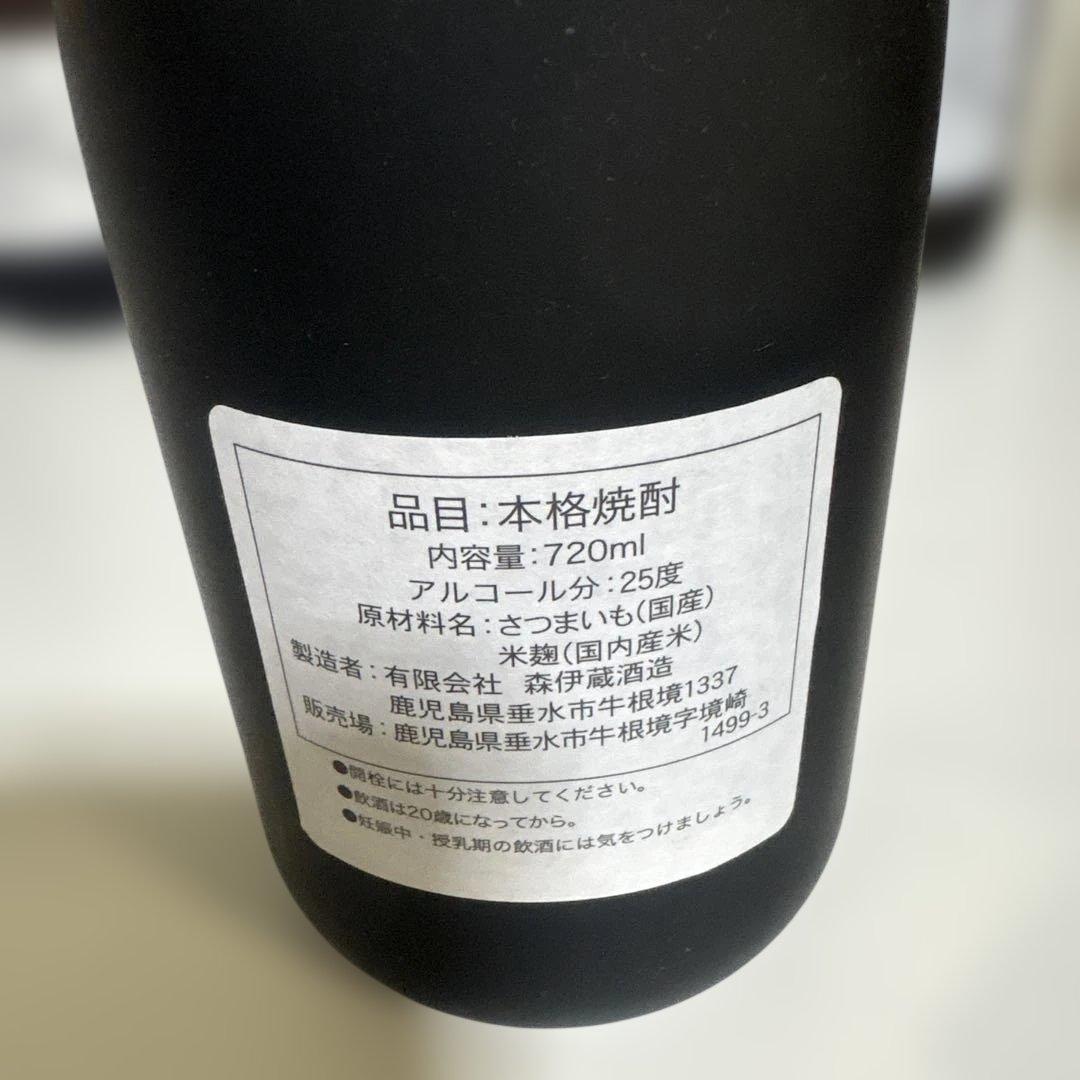 品目：本格焼酎
内容量：720ml
アルコール分：25度
原材料名：さつまいも(国産)
米麹(国内産米)
製造者：有限会社 森伊蔵酒造
鹿児島県垂水市牛根境1337
販売場：鹿児島県垂水市牛根境字境崎
1499-3
●開栓には十分注意してください。
●飲酒は20歳になってから。
●妊娠中・授乳期の飲酒には気をつけましょう。